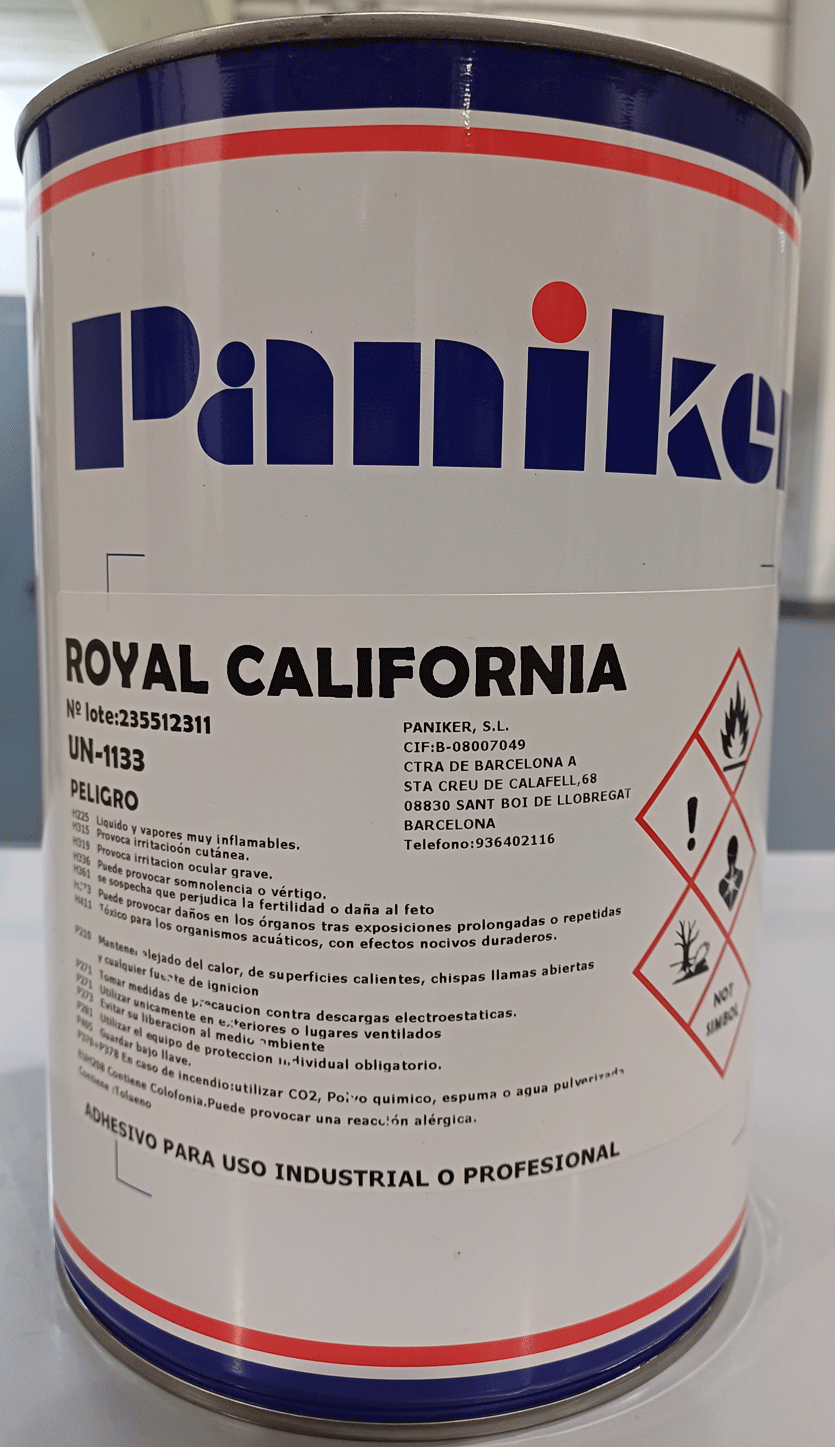 Paniker
ROYAL CALIFORNIA
Nº lote:235512311
UN-1133
PELIGRO
PANIKER, S.L.
CIF:B-08007049
CTRA DE BARCELONA A
STA CREU DE CALAFELL,68
08830 SANT BOI DE LLOBREGAT
BARCELONA
Telefono:936402116
H225 Liquido y vapores muy inflamables.
H315 Provoca irritacioón cutánea.
H319 Provoca irritacion ocular grave.
H336 Puede provocar somnolencia o vértigo.
H361 se sospecha que perjudica la fertilidad o daña al feto
H373 Puede provocar daños en los órganos tras exposiciones prolongadas o repetidas
H411 Tóxico para los organismos acuáticos, con efectos nocivos duraderos.
P210 Mantener alejado del calor, de superficies calientes, chispas llamas abiertas
y cualquier fuente de ignicion
P271 Tomar medidas de precaucion contra descargas electroestaticas.
P271 Utilizar unicamente en exteriores o lugares ventilados
P273 Evitar su liberacion al medio ambiente
P281 Utilizar el equipo de proteccion individual obligatorio.
P405 Guardar bajo llave.
P370+P378 En caso de incendio:utilizar CO2, Polvo quimico, espuma o agua pulverizada
EUH208 Contiene Colofonia.Puede provocar una reacción alérgica.
Contiene :Tolueno
ADHESIVO PARA USO INDUSTRIAL O PROFESIONAL
NOT
SIMBOL